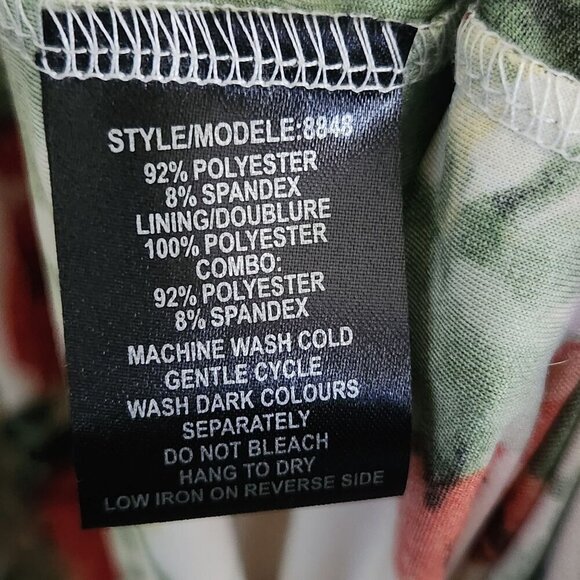 STYLE/MODELE:8848
92% POLYESTER
8% SPANDEX
LINING/DOUBLURE
100% POLYESTER
COMBO:
92% POLYESTER
8% SPANDEX
MACHINE WASH COLD
GENTLE CYCLE
WASH DARK COLOURS
SEPARATELY
DO NOT BLEACH
HANG TO DRY
LOW IRON ON REVERSE SIDE